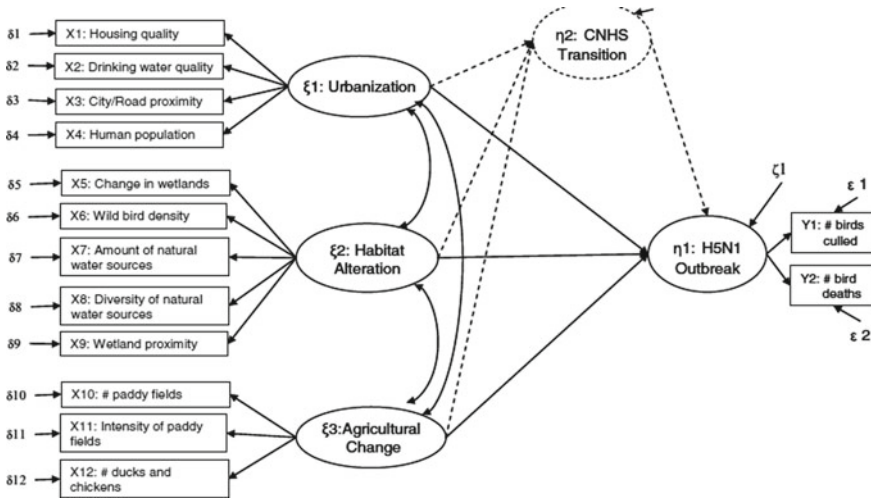 δ1
X1: Housing quality
δ2
X2: Drinking water quality
δ3
X3: City/Road proximity
δ4
X4: Human population
ξ1: Urbanization
η2: CNHS
Transition
δ5
X5: Change in wetlands
δ6
X6: Wild bird density
δ7
X7: Amount of natural
water sources
δ8
X8: Diversity of natural
water sources
δ9
X9: Wetland proximity
ξ2: Habitat
Alteration
ζ1
η1: H5N1
Outbreak
ε 1
Y1: # birds
culled
Y2: # bird
deaths
ε 2
δ10
X10: # paddy fields
δ11
X11: Intensity of paddy
fields
δ12
X12: # ducks and
chickens
ξ3:Agricultural
Change